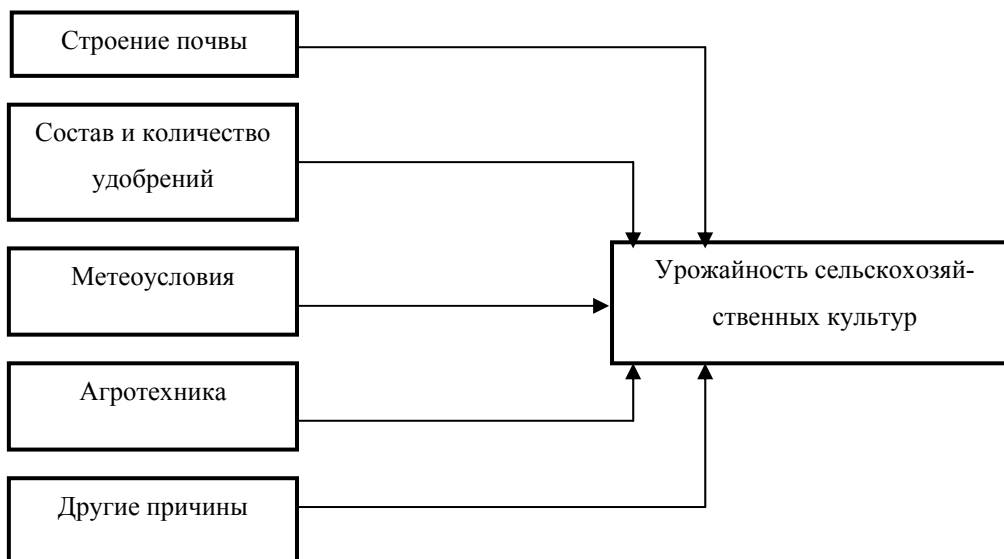 Строение почвы
Состав и количество
удобрений
Метеоусловия
Агротехника
Другие причины
Урожайность сельскохозяй-
ственных культур